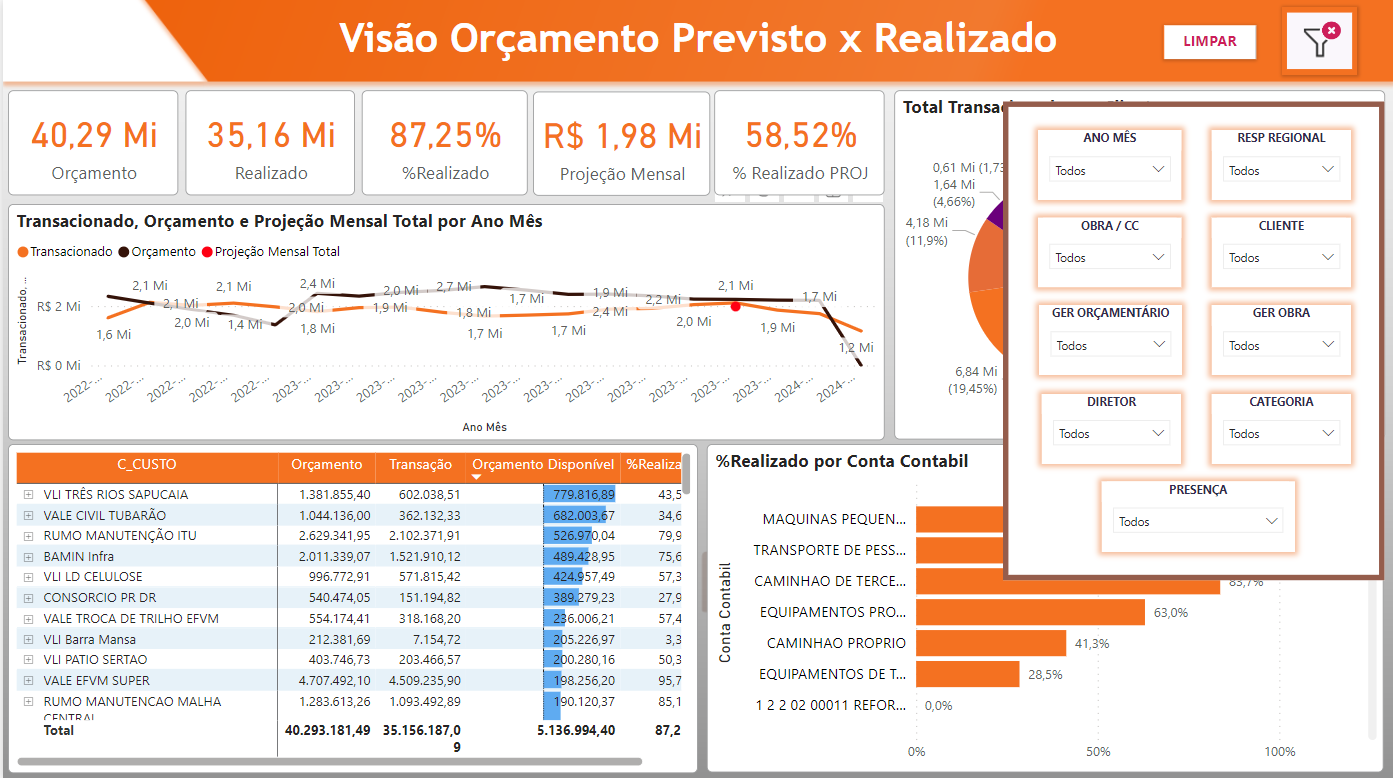 Visão Orçamento Previsto x Realizado
LIMPAR
40,29 Mi
Orçamento
35,16 Mi
Realizado
87,25%
%Realizado
R$ 1,98 Mi
Projeção Mensal
58,52%
% Realizado PROJ
Total
0,61 Mi (1,73
1,64 Mi
(4,66%)
4,18 Mi
(11,9%)
6,84 Mi
(19,45%)
ANO MÊS
Todos
RESP REGIONAL
Todos
OBRA / CC
Todos
CLIENTE
Todos
GER ORÇAMENTÁRIO
Todos
GER OBRA
Todos
DIRETOR
Todos
CATEGORIA
Todos
PRESENÇA
Todos
Transacionado, Orçamento e Projeção Mensal Total por Ano Mês
Transacionado Orçamento Projeção Mensal Total
Transacionado, ...
R$ 2 Mi
R$ 0 Mi
1,6 Mi
2,1 Mi
2,1 Mi
2,0 Mi
2,1 Mi
1,4 Mi
2,0 Mi
2,4 Mi
1,8 Mi
1,9 Mi
2,0 Mi
2,7 Mi
1,8 Mi
1,7 Mi
1,7 Mi
1,7 Mi
1,9 Mi
2,4 Mi
2,2 Mi
2,0 Mi
2,1 Mi
1,9 Mi
1,7 Mi
1,2 Mi
2022-... 2022-... 2022-... 2022-... 2022-... 2023-... 2023-... 2023-... 2023-... 2023-... 2023-... 2023-... 2023-... 2023-... 2023-... 2023-... 2023-... 2024-... 2024-...
Ano Mês
C_CUSTO Orçamento Transação Orçamento Disponível %Realiza
VLI TRÊS RIOS SAPUCAIA 1.381.855,40 602.038,51 779.816,89 43,5
VALE CIVIL TUBARÃO 1.044.136,00 362.132,33 682.003,67 34,6
RUMO MANUTENÇÃO ITU 2.629.341,95 2.102.371,91 526.970,04 79,9
BAMIN Infra 2.011.339,07 1.521.910,12 489.428,95 75,6
VLI LD CELULOSE 996.772,91 571.815,42 424.957,49 57,3
CONSORCIO PR DR 540.474,05 151.194,82 389.279,23 27,9
VALE TROCA DE TRILHO EFVM 554.174,41 318.168,20 236.006,21 57,4
VLI Barra Mansa 212.381,69 7.154,72 205.226,97 3,3
VLI PATIO SERTAO 403.746,73 203.466,57 200.280,16 50,3
VALE EFVM SUPER 4.707.492,10 4.509.235,90 198.256,20 95,7
RUMO MANUTENCAO MALHA 1.283.613,26 1.093.492,89 190.120,37 85,1
CENTRAL
Total 40.293.181,49 35.156.187,0 5.136.994,40 87,2
9
%Realizado por Conta Contabil
Conta Contabil
MAQUINAS PEQUEN...
TRANSPORTE DE PESS...
CAMINHAO DE TERCE... 83,7%
EQUIPAMENTOS PRO... 63,0%
CAMINHAO PROPRIO 41,3%
EQUIPAMENTOS DE T... 28,5%
1 2 2 02 00011 REFOR... 0,0%
0% 50% 100%